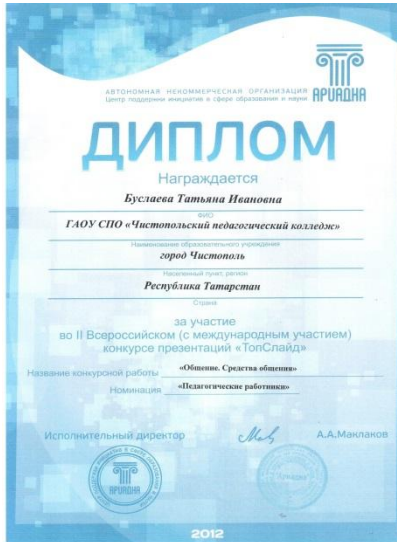 АВТОНОМНАЯ НЕКОММЕРЧЕСКАЯ ОРГАНИЗАЦИЯ
Центр поддержки инициатив в сфере образования и науки
АРИАДНА
ДИПЛОМ
Награждается
Буслаева Татьяна Ивановна
ФИО
ГАОУ СПО «Чистопольский педагогический колледж»
Наименование образовательного учреждения
город Чистополь
Населенный пункт, регион
Республика Татарстан
Страна
за участие
во II Всероссийском (с международным участием)
конкурсе презентаций «ТопСлайд»
Название конкурсной работы «Общение. Средства общения»
Номинация «Педагогические работники»
Исполнительный директор А.А.Маклаков
АРИАДНА
Ариадна
2012